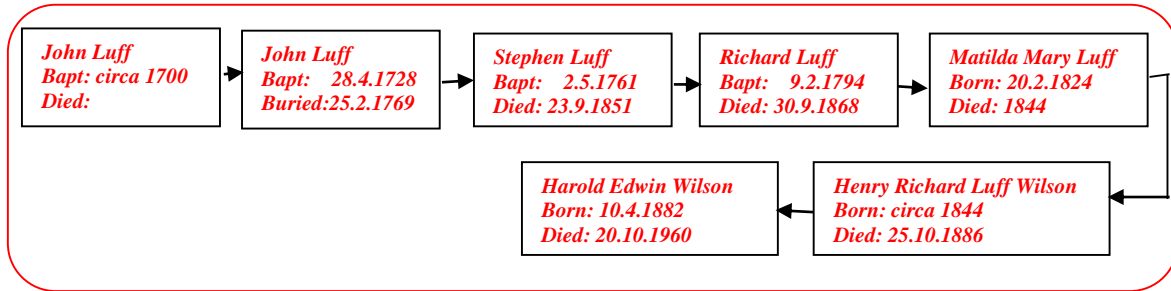 John Luff
Bapt: circa 1700
Died:
John Luff
Bapt: 28.4.1728
Buried:25.2.1769
Stephen Luff
Bapt: 2.5.1761
Died: 23.9.1851
Richard Luff
Bapt: 9.2.1794
Died: 30.9.1868
Matilda Mary Luff
Born: 20.2.1824
Died: 1844
Henry Richard Luff Wilson
Born: circa 1844
Died: 25.10.1886
Harold Edwin Wilson
Born: 10.4.1882
Died: 20.10.1960